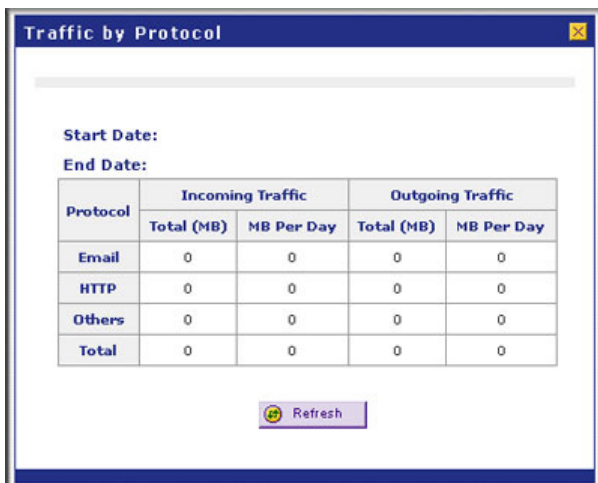 Traffic by Protocol
Start Date:
End Date:
Protocol Incoming Traffic Outgoing Traffic
Total (MB) MB Per Day Total (MB) MB Per Day
Email 0 0 0 0
HTTP 0 0 0 0
Others 0 0 0 0
Total 0 0 0 0
Refresh